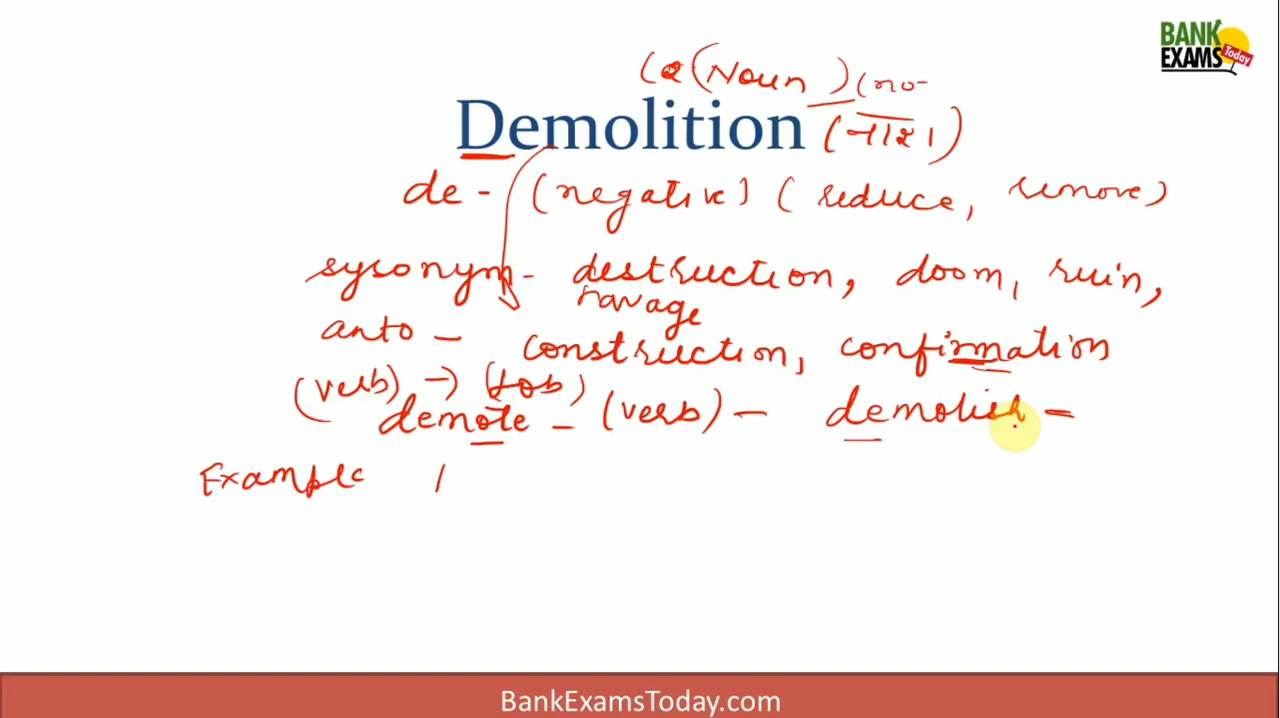 BANK
EXAMS Today
(Noun) (no-
Demolition (नाश)
de - (negative) (reduce, remove)
sysonym - destruction, doom, ruin,
ravage
anto - construction, confirmation
(verb) → (Job)
demote - (verb) - demolish -
Example 1
BankExamsToday.com